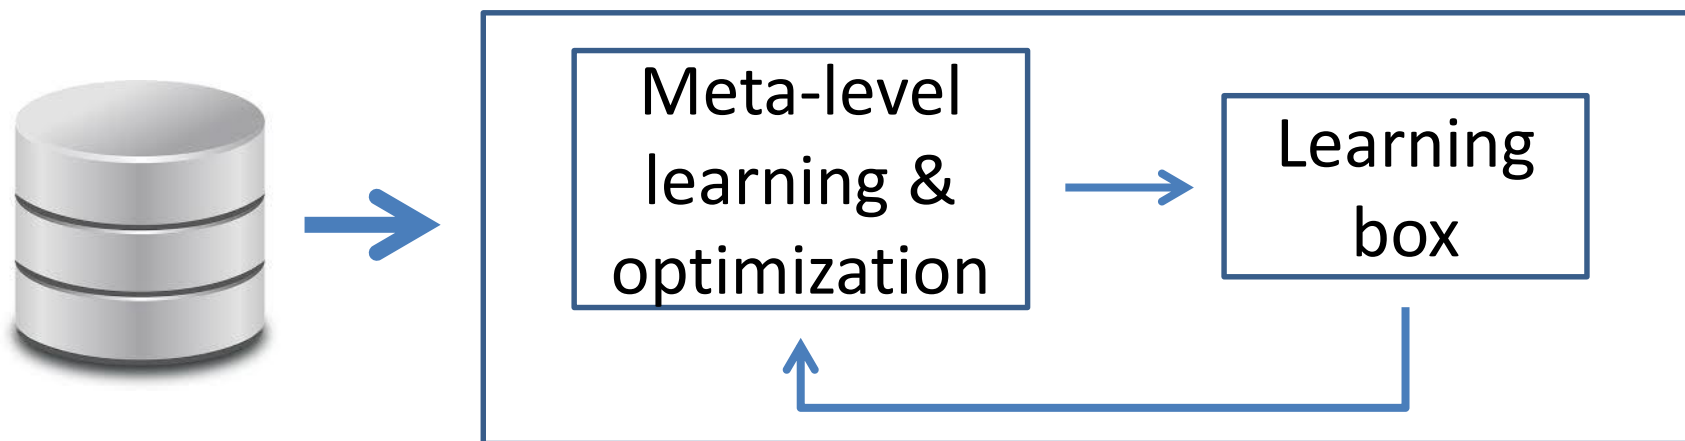 Meta-level
learning &
optimization
Learning
box